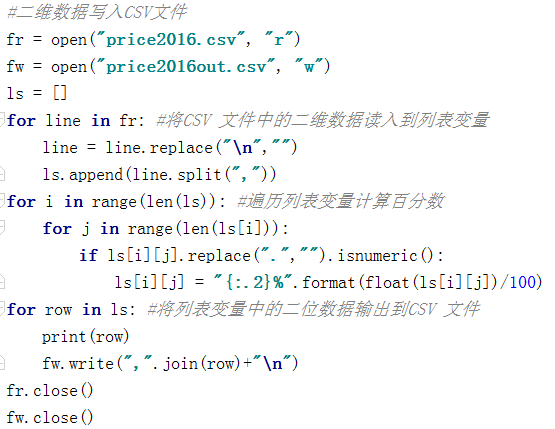 #二维数据写入CSV文件
fr = open("price2016.csv", "r")
fw = open("price2016out.csv", "w")
ls = []
for line in fr: #将CSV 文件中的二维数据读入到列表变量
    line = line.replace("\n","")
    ls.append(line.split(","))
for i in range(len(ls)): #遍历列表变量计算百分数
    for j in range(len(ls[i])):
        if ls[i][j].replace(".","").isnumeric():
            ls[i][j] = "{:.2}%".format(float(ls[i][j])/100)
for row in ls: #将列表变量中的二位数据输出到CSV 文件
    print(row)
    fw.write(",".join(row)+"\n")
fr.close()
fw.close()